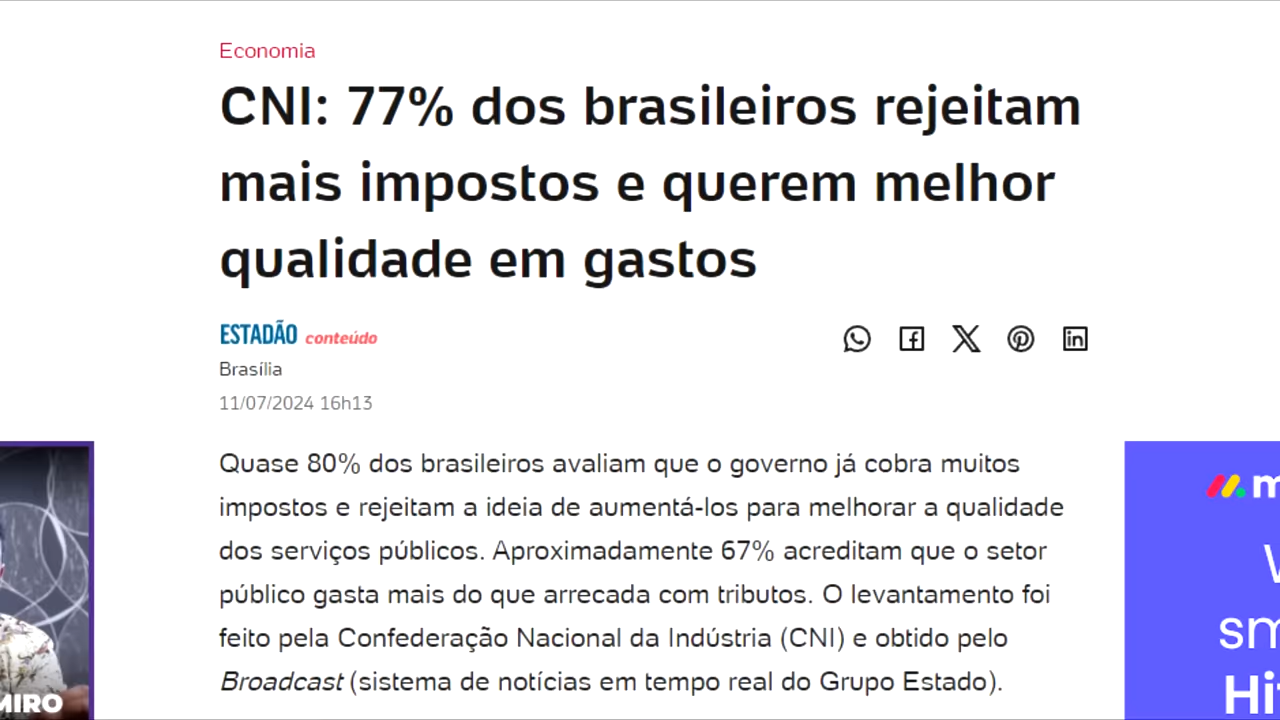 Economia
CNI: 77% dos brasileiros rejeitam
mais impostos e querem melhor
qualidade em gastos
ESTADÃO conteúdo
Brasília
11/07/2024 16h13
Quase 80% dos brasileiros avaliam que o governo já cobra muitos
impostos e rejeitam a ideia de aumentá-los para melhorar a qualidade
dos serviços públicos. Aproximadamente 67% acreditam que o setor
público gasta mais do que arrecada com tributos. O levantamento foi
feito pela Confederação Nacional da Indústria (CNI) e obtido pelo
Broadcast (sistema de notícias em tempo real do Grupo Estado).